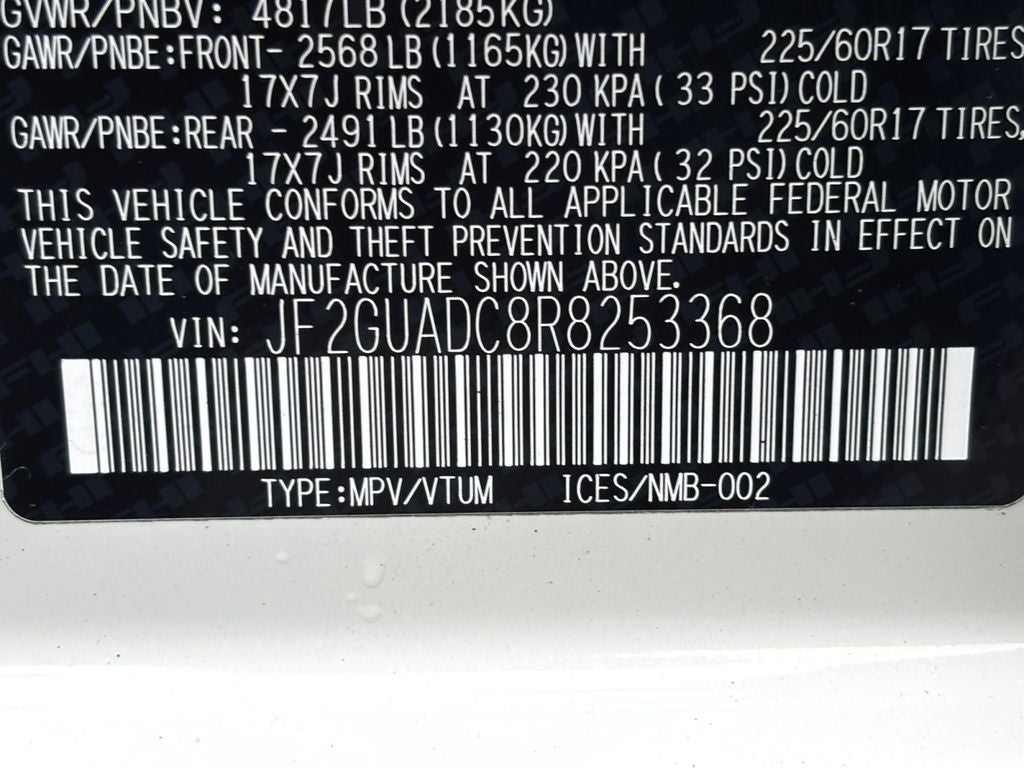 GVWR/PNBV: 4817LB (2185KG)
GAWR/PNBE:FRONT- 2568 LB (1165KG) WITH 225/60R17 TIRES
17X7J RIMS AT 230 KPA ( 33 PSI) COLD
GAWR/PNBE:REAR - 2491 LB (1130KG) WITH 225/60R17 TIRES,
17X7J RIMS AT 220 KPA ( 32 PSI) COLD
THIS VEHICLE CONFORMS TO ALL APPLICABLE FEDERAL MOTOR
VEHICLE SAFETY AND THEFT PREVENTION STANDARDS IN EFFECT ON
THE DATE OF MANUFACTURE SHOWN ABOVE.
VIN: JF2GUADC8R8253368
TYPE:MPV/VTUM ICES/NMB-002